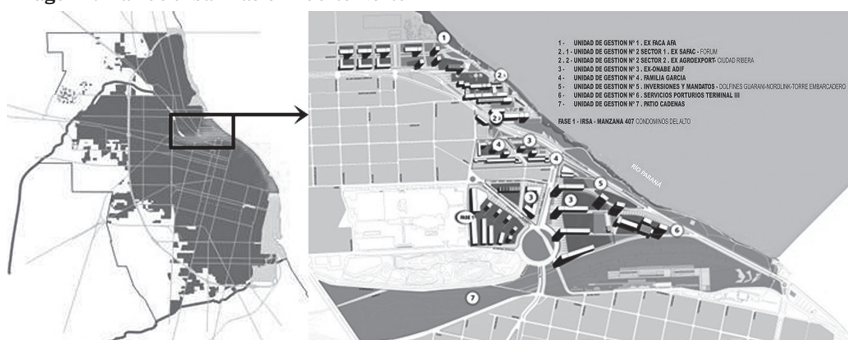 1 - UNIDAD DE GESTION Nº 1 . EX FACA AFA
2 . 1 - UNIDAD DE GESTION Nº 2 SECTOR 1 . EX SAFAC - FORUM
2 . 2 - UNIDAD DE GESTION Nº 2 SECTOR 2 . EX AGROEXPORT- CIUDAD RIBERA
3 - UNIDAD DE GESTION Nº 3 . EX-ONABE ADIF
4 - UNIDAD DE GESTION Nº 4 . FAMILIA GARCIA
5 - UNIDAD DE GESTION Nº 5 . INVERSIONES Y MANDATOS - DOLFINES GUARANI-NORDLINK-TORRE EMBARCADERO
6 - UNIDAD DE GESTION Nº 6 . SERVICIOS PORTURIOS TERMINAL III
7 - UNIDAD DE GESTION Nº 7 . PATIO CADENAS
FASE 1 - IRSA - MANZANA 407 CONDOMINOS DEL ALTO
1
2.1
2.2
4
3
4
RIO PARANÁ
5
3
3
FASE 1
6
7